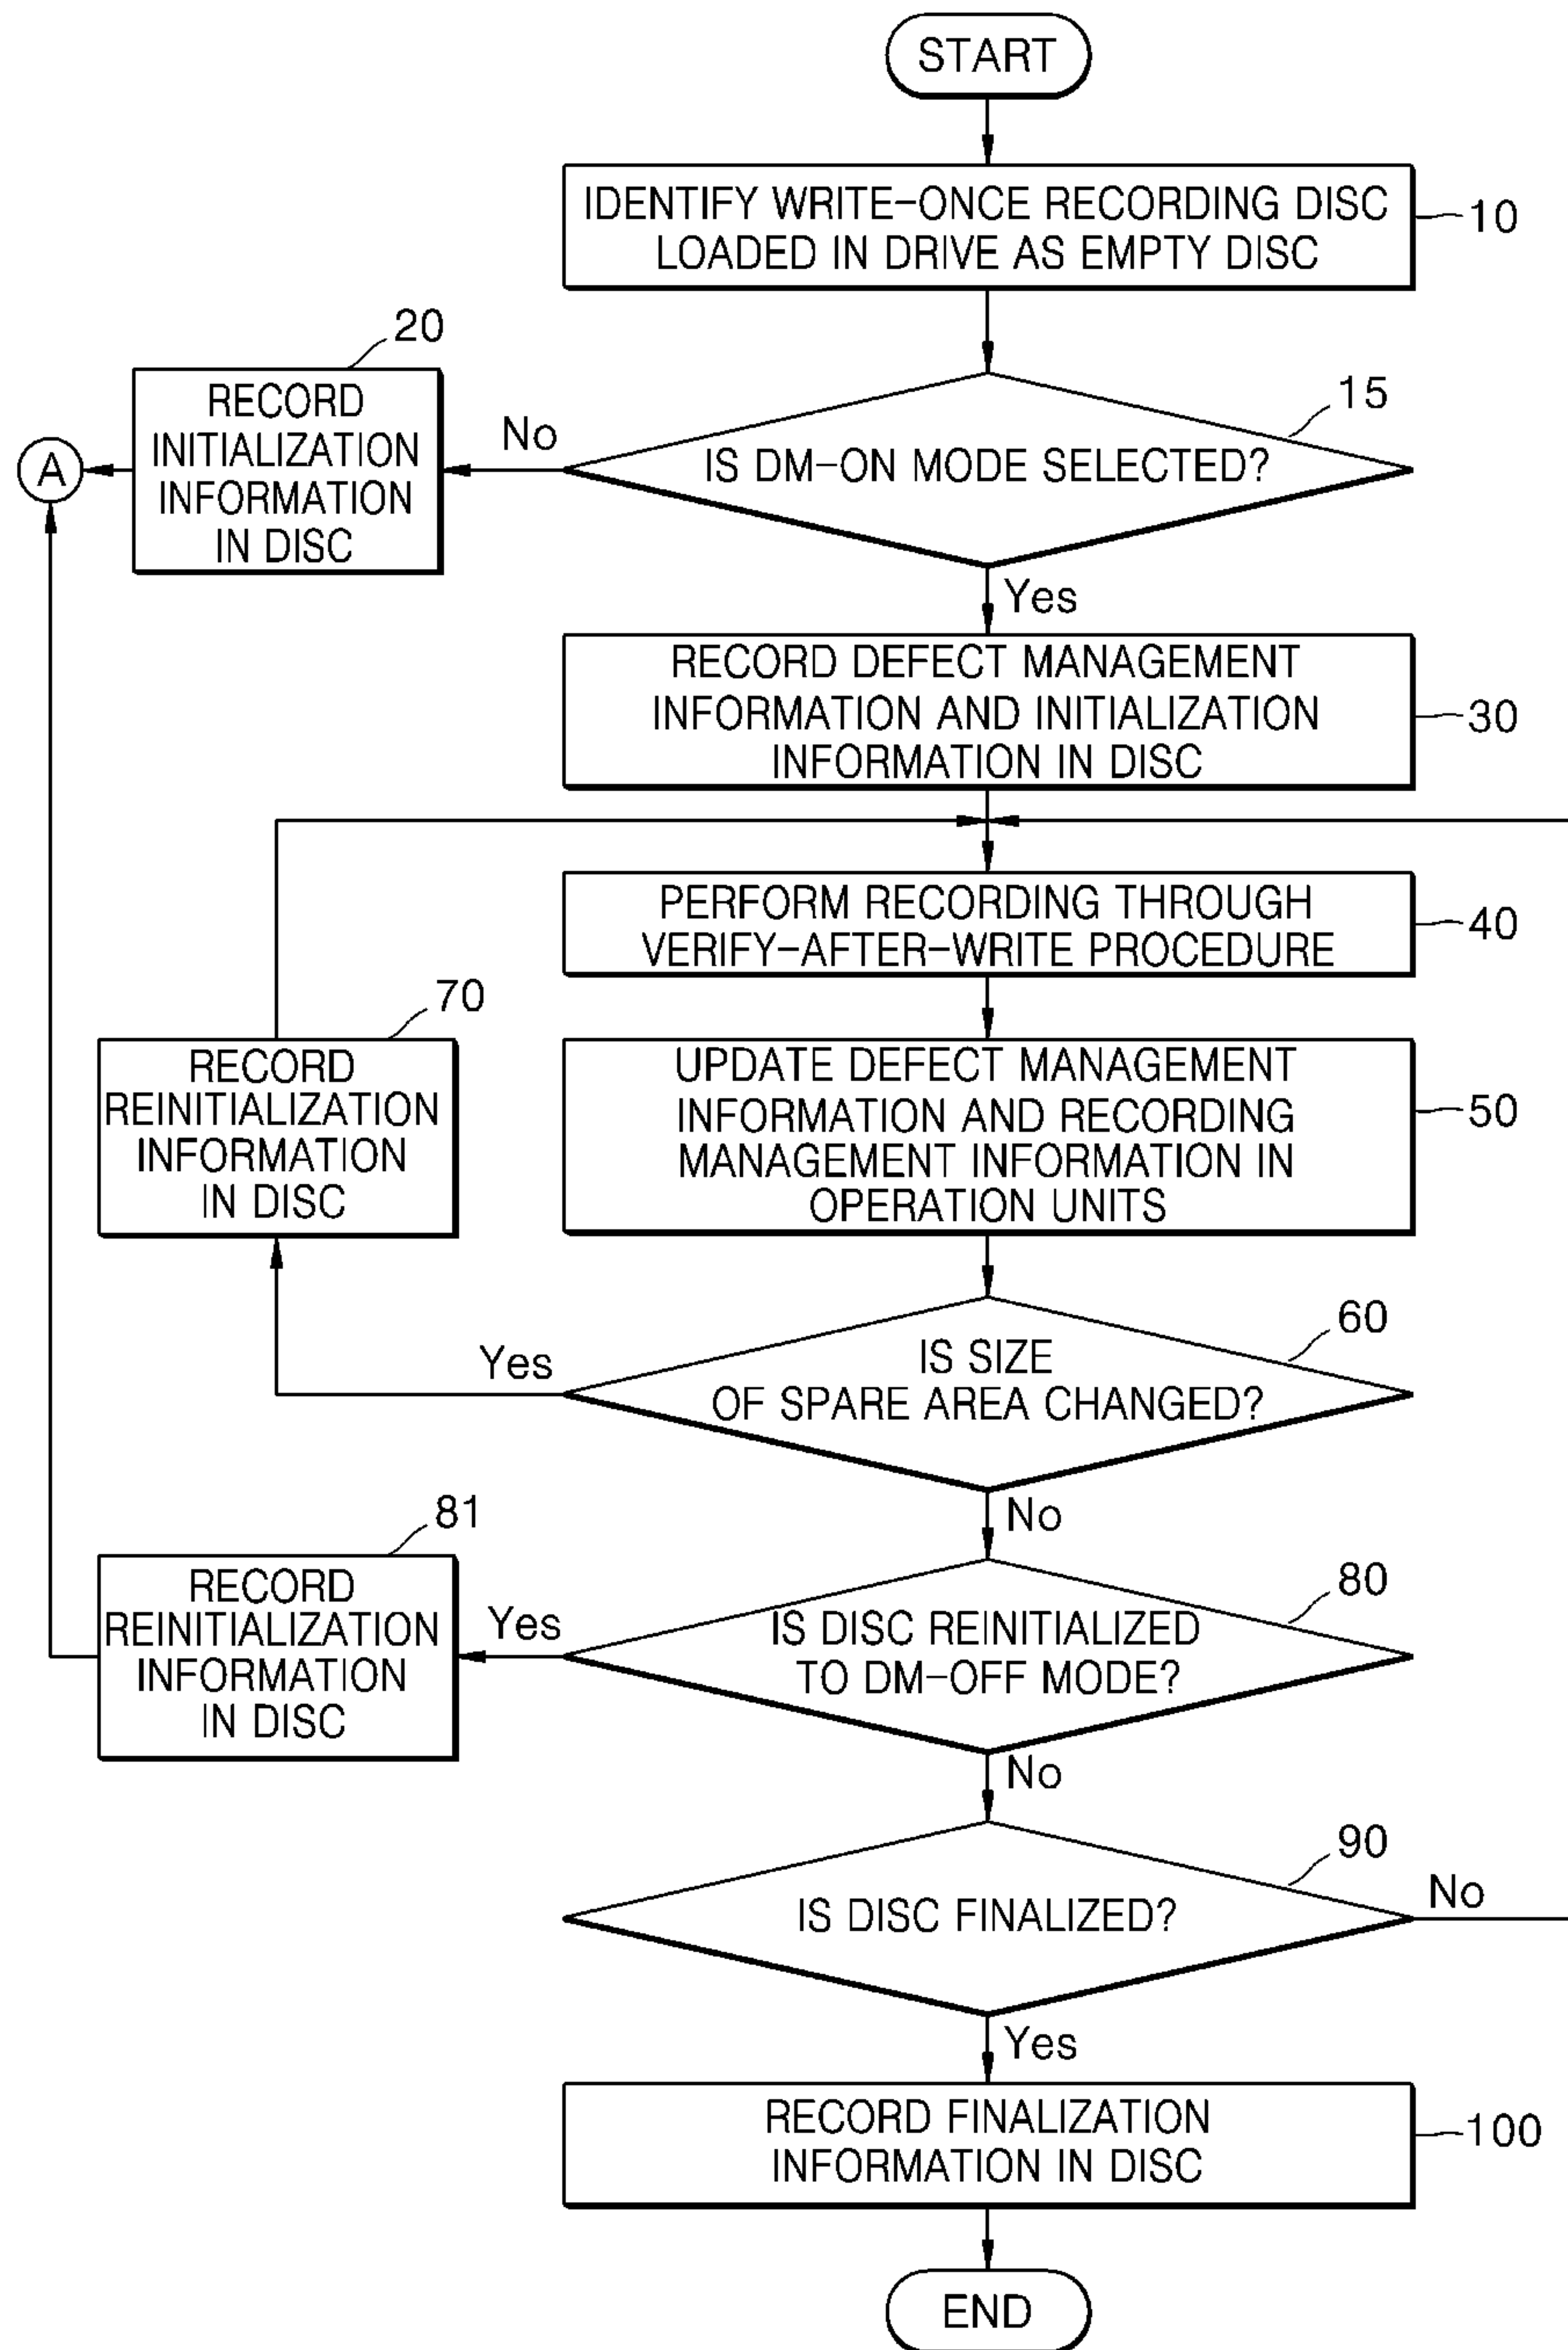 START
IDENTIFY WRITE-ONCE RECORDING DISC
LOADED IN DRIVE AS EMPTY DISC
10
20
RECORD
INITIALIZATION
INFORMATION
IN DISC
A
No
15
IS DM-ON MODE SELECTED?
Yes
RECORD DEFECT MANAGEMENT
INFORMATION AND INITIALIZATION
INFORMATION IN DISC
30
PERFORM RECORDING THROUGH
VERIFY-AFTER-WRITE PROCEDURE
40
70
RECORD
REINITIALIZATION
INFORMATION
IN DISC
UPDATE DEFECT MANAGEMENT
INFORMATION AND RECORDING
MANAGEMENT INFORMATION IN
OPERATION UNITS
50
60
Yes
IS SIZE
OF SPARE AREA CHANGED?
No
81
RECORD
REINITIALIZATION
INFORMATION
IN DISC
Yes
80
IS DISC REINITIALIZED
TO DM-OFF MODE?
No
90
IS DISC FINALIZED?
No
Yes
RECORD FINALIZATION
INFORMATION IN DISC
100
END